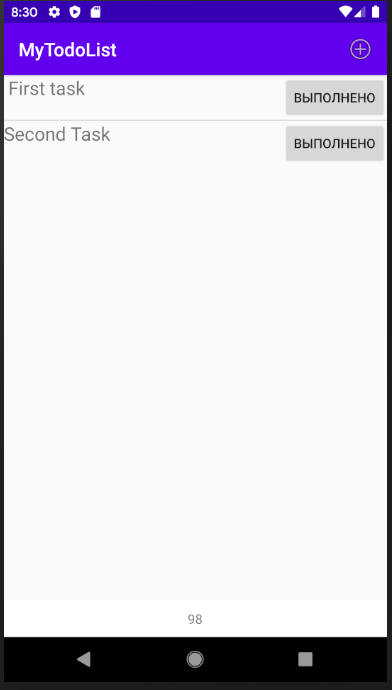 8:30
MyTodoList
First task
ВЫПОЛНЕНО
Second Task
ВЫПОЛНЕНО
98